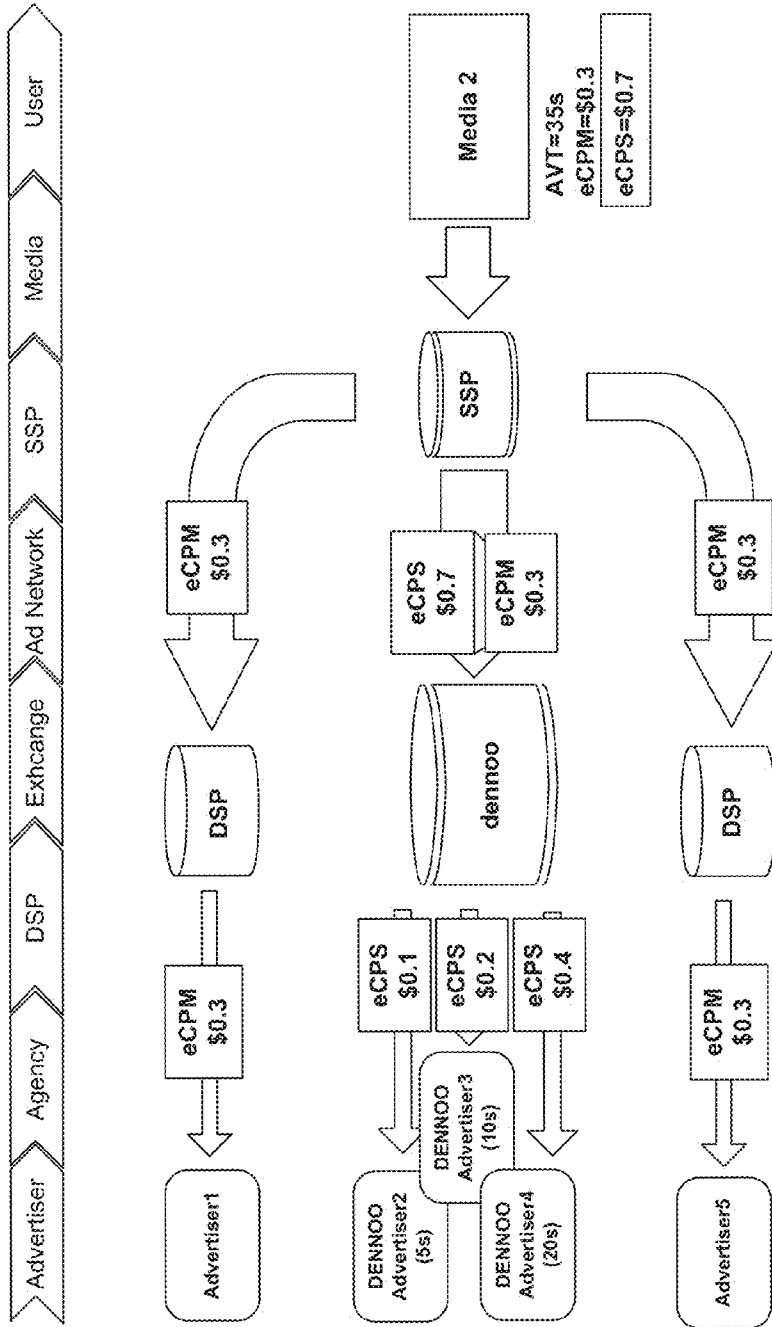 Advertiser
Agency
DSP
Exhcange
Ad Network
SSP
Media
User
Advertiser1
eCPM
$0.3
DSP
eCPM
$0.3
DENNOO
Advertiser2
(5s)
DENNOO
Advertiser3
(10s)
DENNOO
Advertiser4
(20s)
eCPS
$0.1
eCPS
$0.2
eCPS
$0.4
dennoo
eCPS
$0.7
eCPM
$0.3
SSP
Media 2
AVT=35s
eCPM=$0.3
eCPS=$0.7
Advertiser5
eCPM
$0.3
DSP
eCPM
$0.3